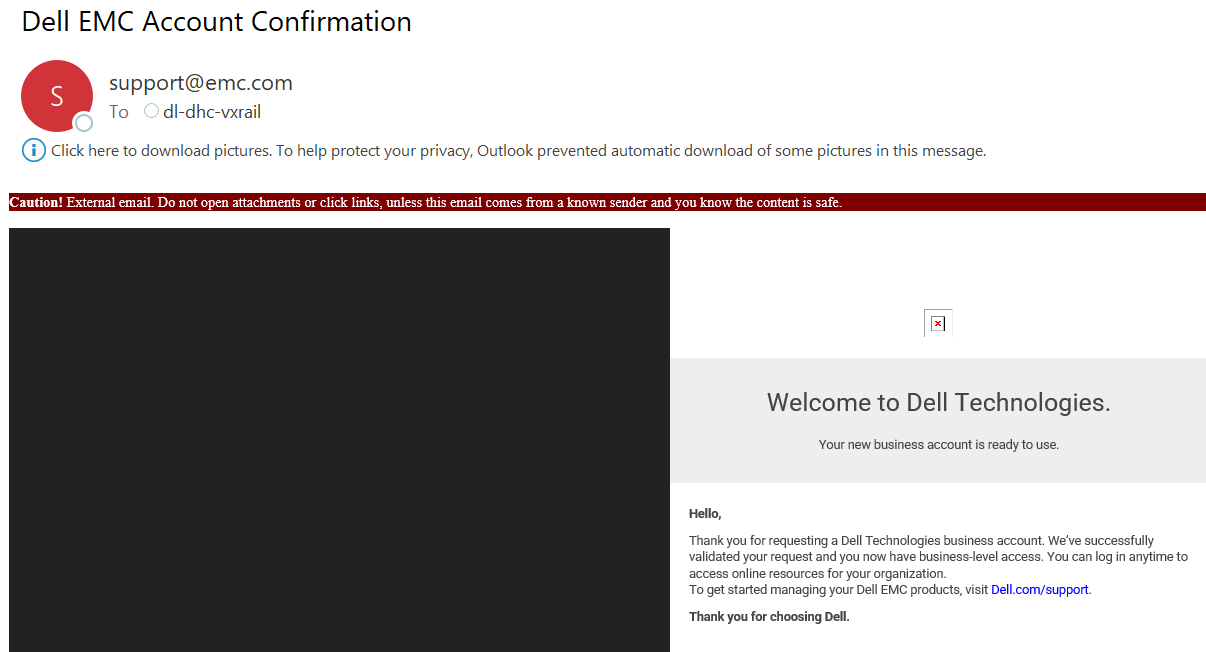 Dell EMC Account Confirmation
S
support@emc.com
To dl-dhc-vxrail
Click here to download pictures. To help protect your privacy, Outlook prevented automatic download of some pictures in this message.
Caution! External email. Do not open attachments or click links, unless this email comes from a known sender and you know the content is safe.
Welcome to Dell Technologies.
Your new business account is ready to use.
Hello,
Thank you for requesting a Dell Technologies business account. We’ve successfully
validated your request and you now have business-level access. You can log in anytime to
access online resources for your organization.
To get started managing your Dell EMC products, visit Dell.com/support.
Thank you for choosing Dell.